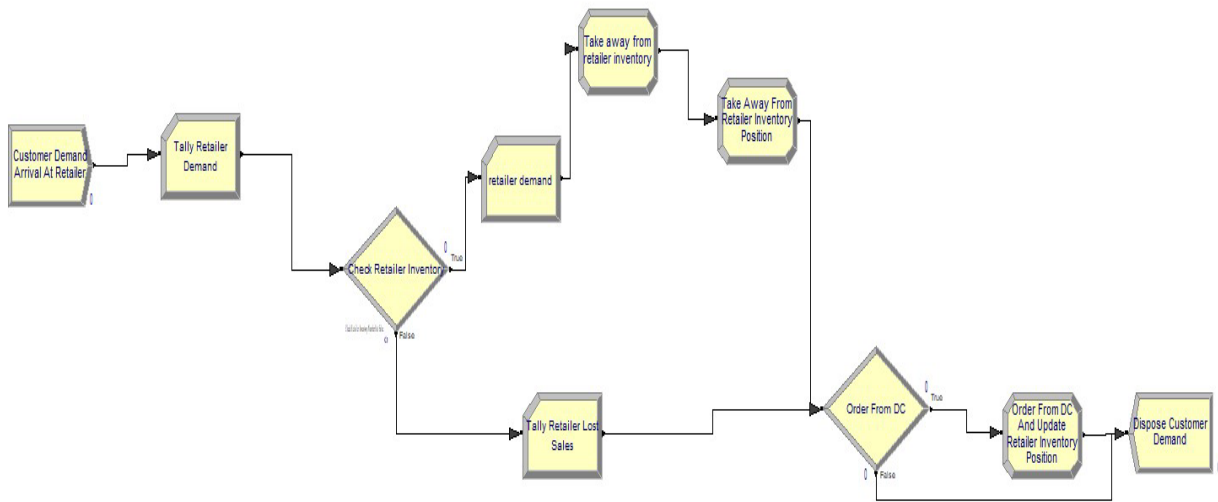 Customer Demand
Arrival At Retailer
0
Tally Retailer
Demand
Check Retailer Inventory
0
True
0
False
retailer demand
Take away from
retailer inventory
Take Away From
Retailer Inventory
Position
Tally Retailer Lost
Sales
Order From DC
0
True
0
False
Order From DC
And Update
Retailer Inventory
Position
Dispose Customer
Demand